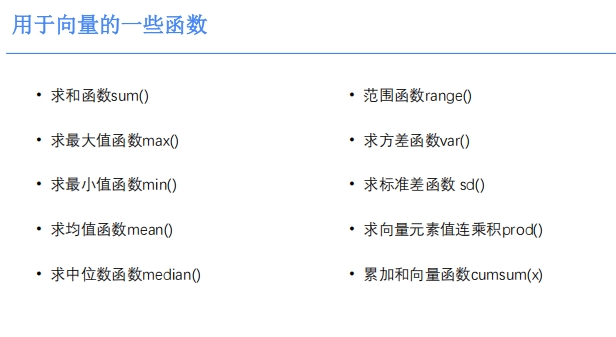 用于向量的一些函数
• 求和函数sum()
• 求最大值函数max()
• 求最小值函数min()
• 求均值函数mean()
• 求中位数函数median()
• 范围函数range()
• 求方差函数var()
• 求标准差函数 sd()
• 求向量元素值连乘积prod()
• 累加和向量函数cumsum(x)